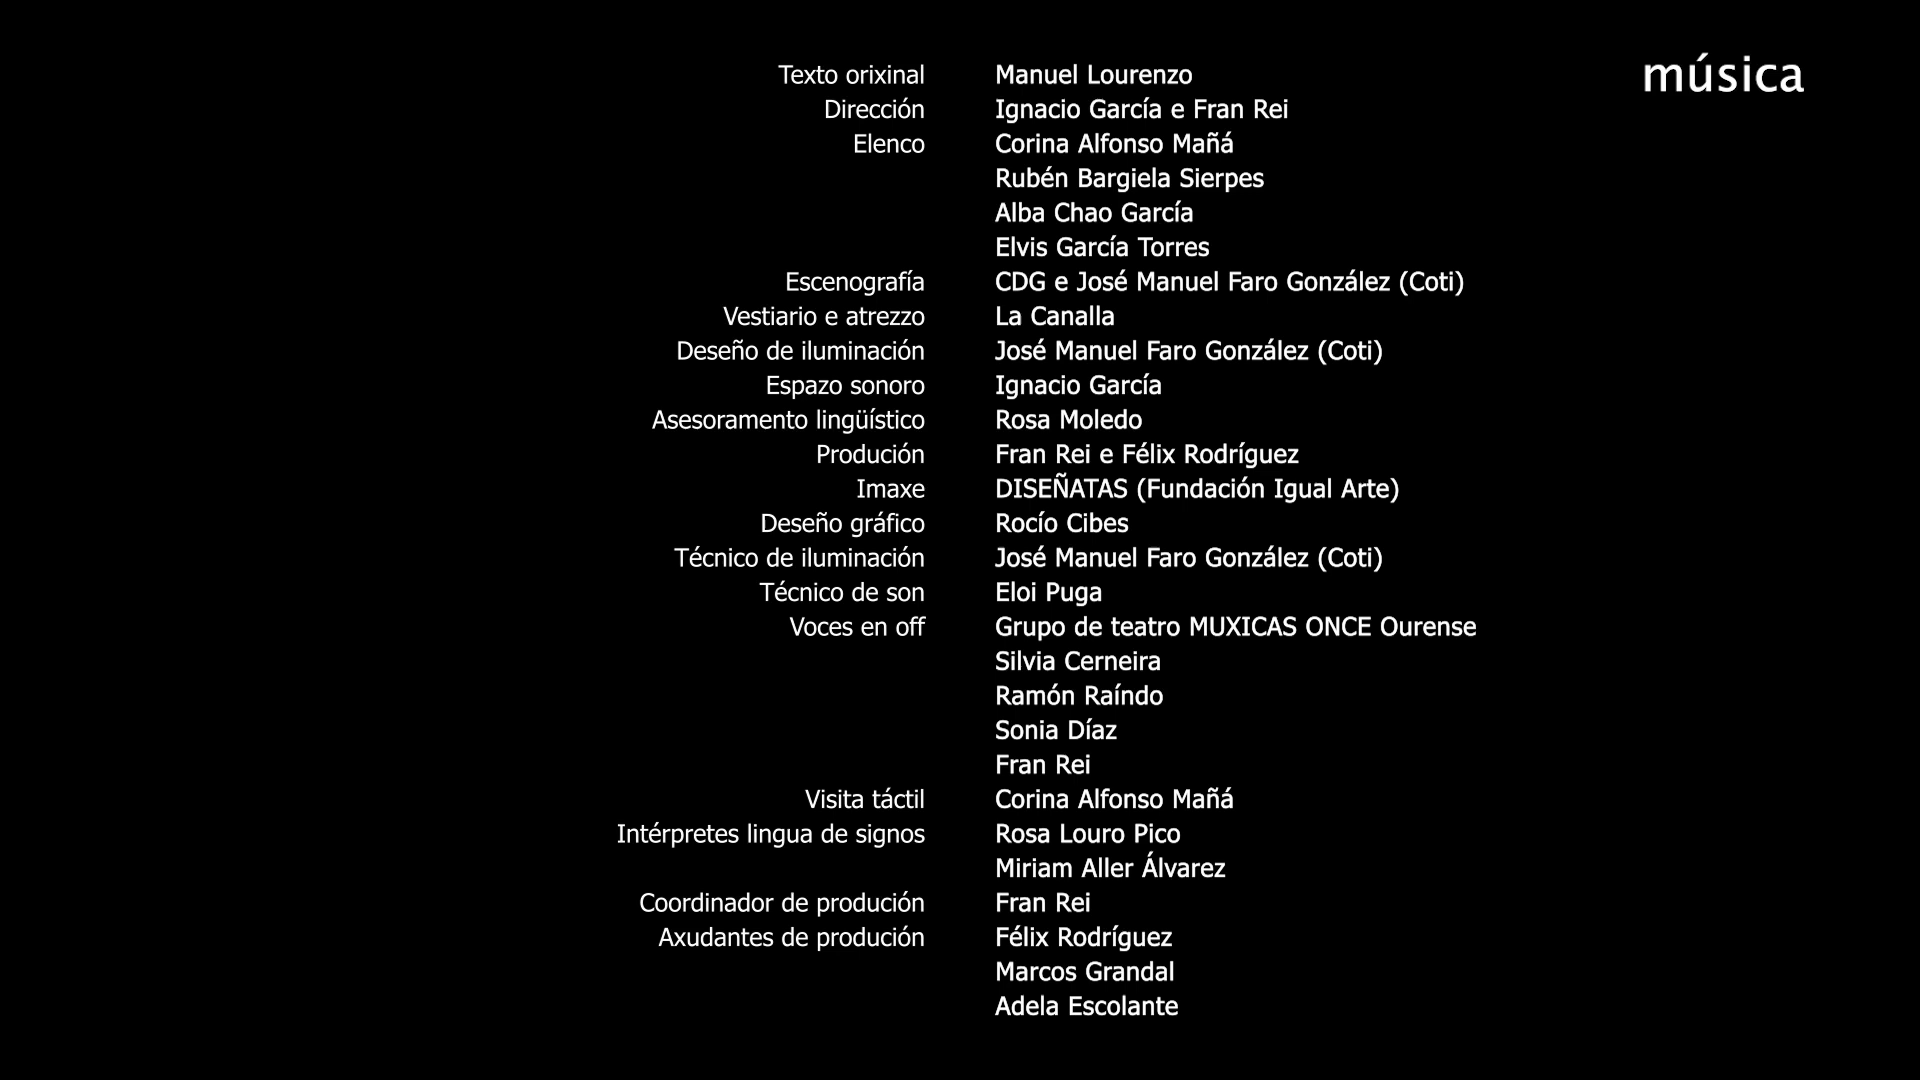 música
Texto orixinal Manuel Lourenzo
Dirección Ignacio García e Fran Rei
Elenco Corina Alfonso Mañá
Rubén Bargiela Sierpes
Alba Chao García
Elvis García Torres
Escenografía CDG e José Manuel Faro González (Coti)
Vestiario e atrezzo La Canalla
Deseño de iluminación José Manuel Faro González (Coti)
Espazo sonoro Ignacio García
Asesoramento lingüístico Rosa Moledo
Produción Fran Rei e Félix Rodríguez
Imaxe DISEÑATAS (Fundación Igual Arte)
Deseño gráfico Rocío Cibes
Técnico de iluminación José Manuel Faro González (Coti)
Técnico de son Eloi Puga
Voces en off Grupo de teatro MUXICAS ONCE Ourense
Silvia Cerneira
Ramón Raíndo
Sonia Díaz
Fran Rei
Visita táctil Corina Alfonso Mañá
Intérpretes lingua de signos Rosa Louro Pico
Miriam Aller Álvarez
Coordinador de produción Fran Rei
Axudantes de produción Félix Rodríguez
Marcos Grandal
Adela Escolante